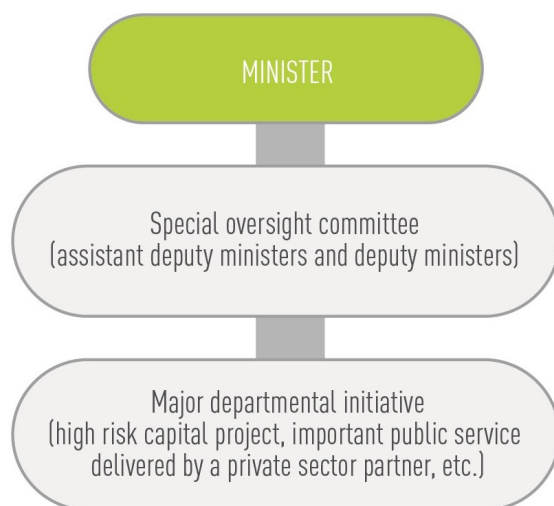 MINISTER
Special oversight committee
(assistant deputy ministers and deputy ministers)
Major departmental initiative
(high risk capital project, important public service
delivered by a private sector partner, etc.)